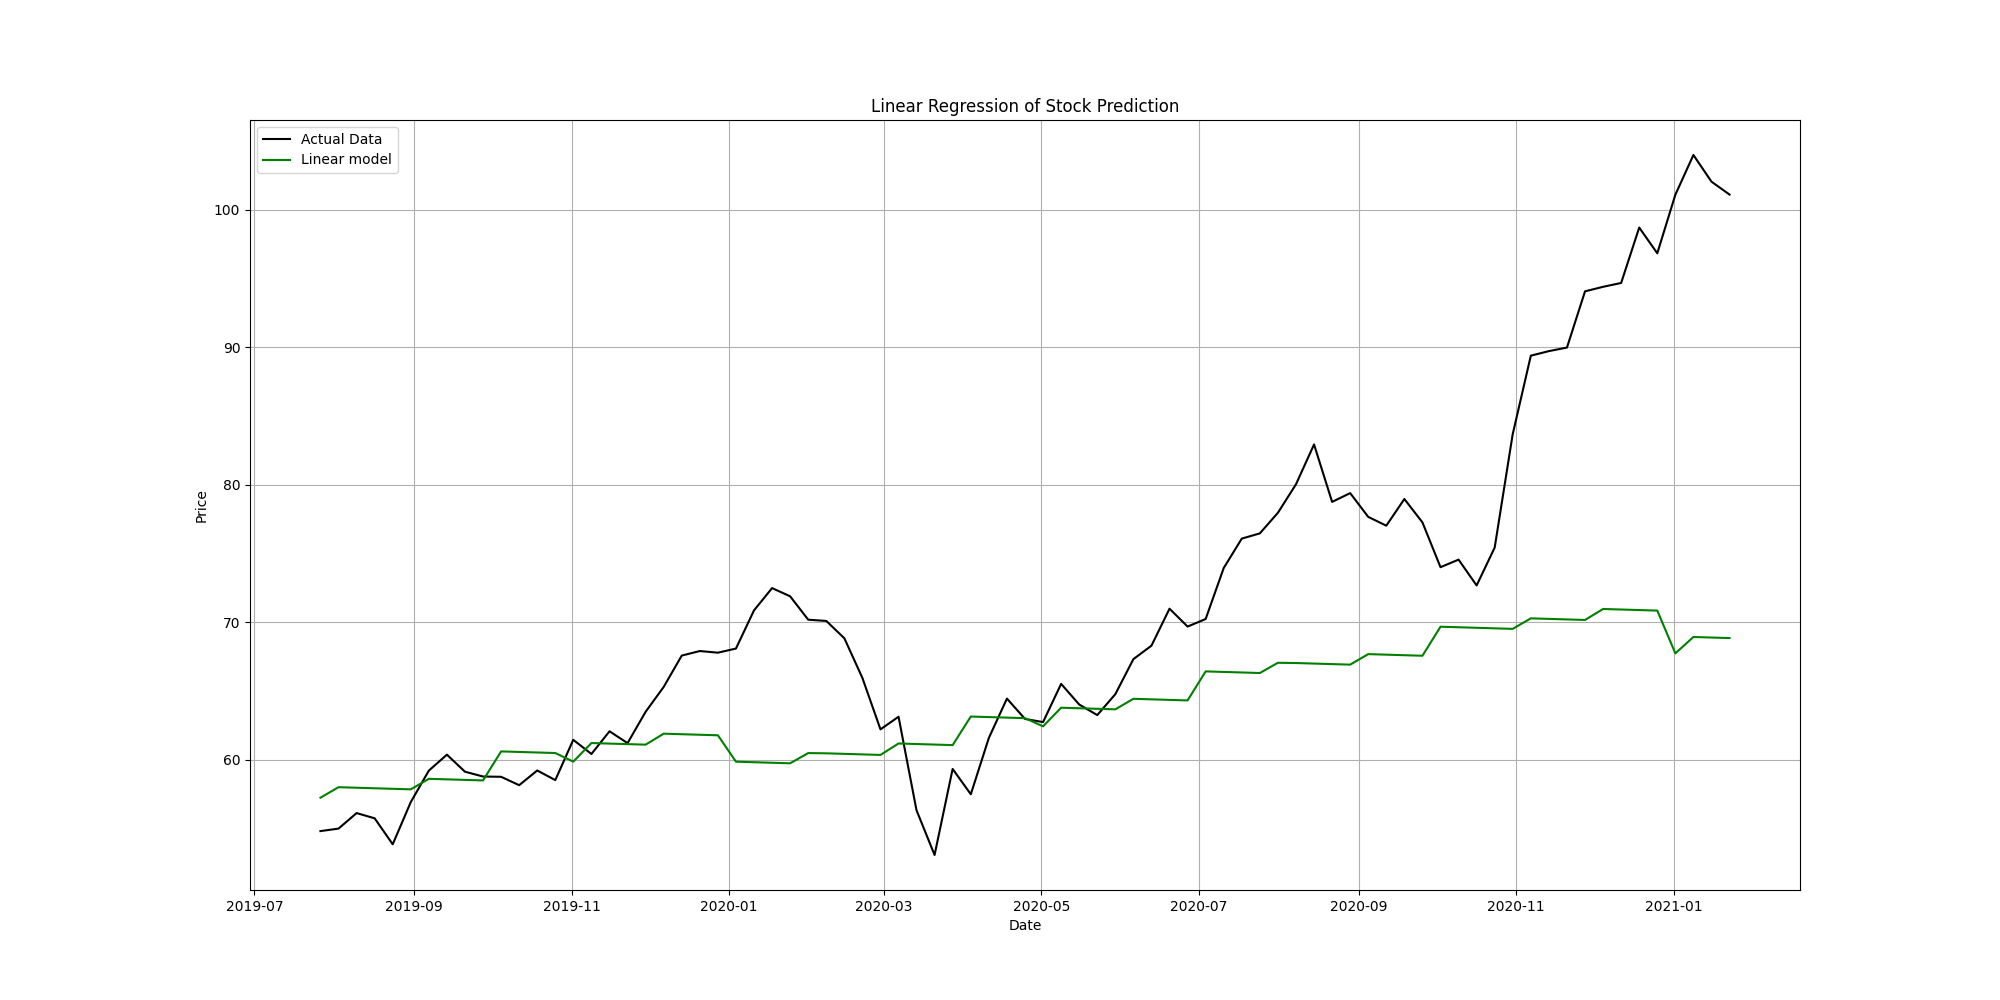 Linear Regression of Stock Prediction
Actual Data
Linear model
100
90
80
70
60
Price
2019-07 2019-09 2019-11 2020-01 2020-03 2020-05 2020-07 2020-09 2020-11 2021-01
Date